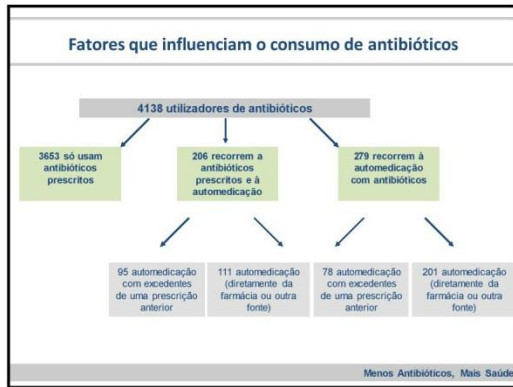 Fatores que influenciam o consumo de antibióticos
4138 utilizadores de antibióticos
3653 só usam
antibióticos
prescritos
206 recorrem a
antibióticos
prescritos e à
automedicação
279 recorrem à
automedicação
com antibióticos
95 automedicação
com excedentes
de uma prescrição
anterior
111 automedicação
(diretamente da
farmácia ou outra
fonte)
78 automedicação
com excedentes
de uma prescrição
anterior
201 automedicação
(diretamente da
farmácia ou outra
fonte)
Menos Antibióticos, Mais Saúde